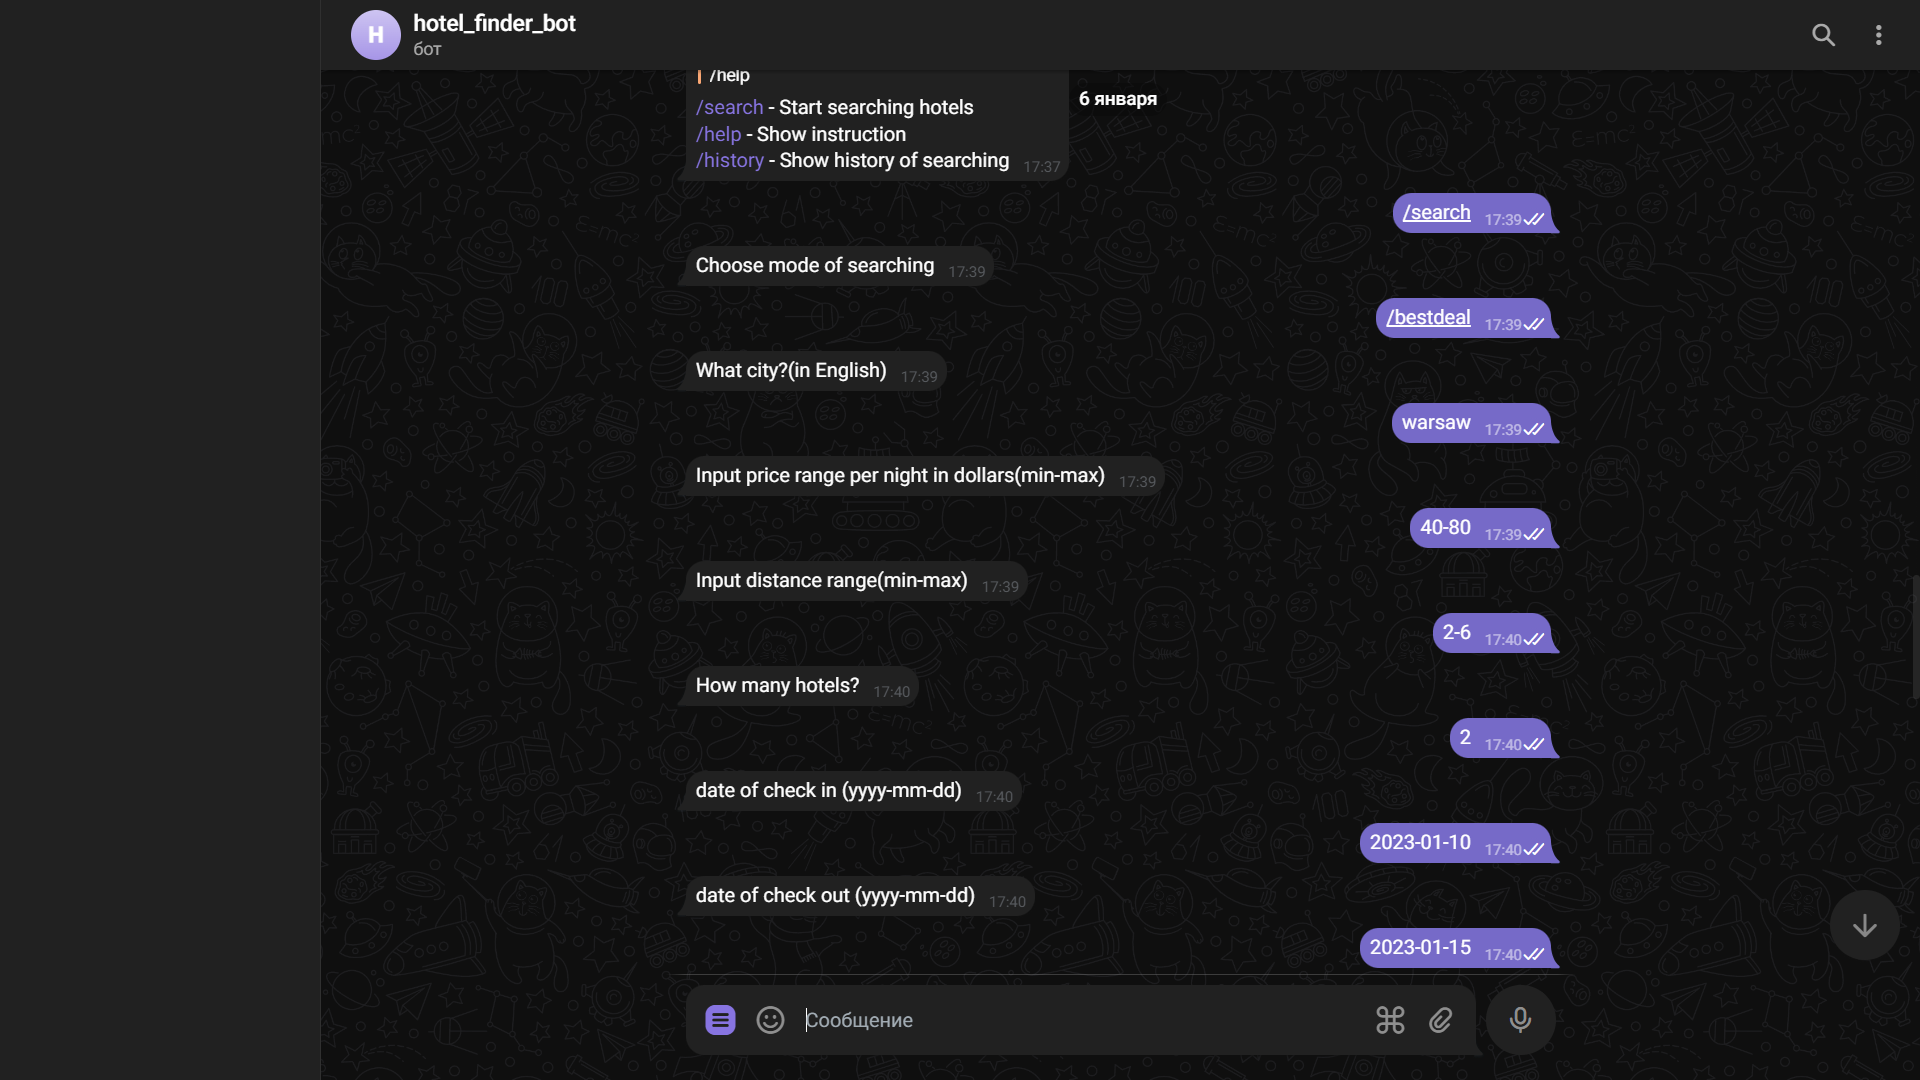 H
hotel_finder_bot
бот
/help
6 января
/search - Start searching hotels
/help - Show instruction
/history - Show history of searching 17:37
/search 17:39
Choose mode of searching 17:39
/bestdeal 17:39
What city?(in English) 17:39
warsaw 17:39
Input price range per night in dollars(min-max) 17:39
40-80 17:39
Input distance range(min-max) 17:39
2-6 17:40
How many hotels? 17:40
2 17:40
date of check in (yyyy-mm-dd) 17:40
2023-01-10 17:40
date of check out (yyyy-mm-dd) 17:40
2023-01-15 17:40
Сообщение